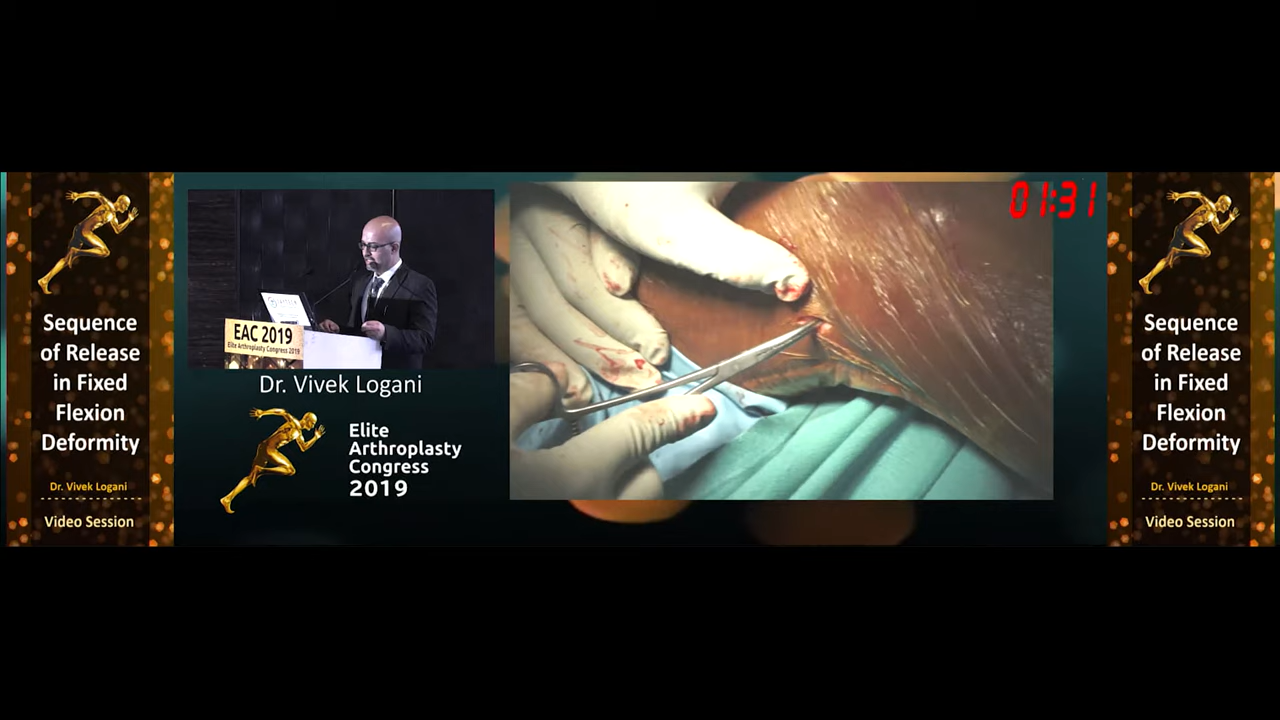 Sequence
of Release
in Fixed
Flexion
Deformity
Dr. Vivek Logani
Video Session
EAC 2019
Elite Arthroplasty Congress 2019
Dr. Vivek Logani
Elite
Arthroplasty
Congress
2019
01:31
Sequence
of Release
in Fixed
Flexion
Deformity
Dr. Vivek Logani
Video Session